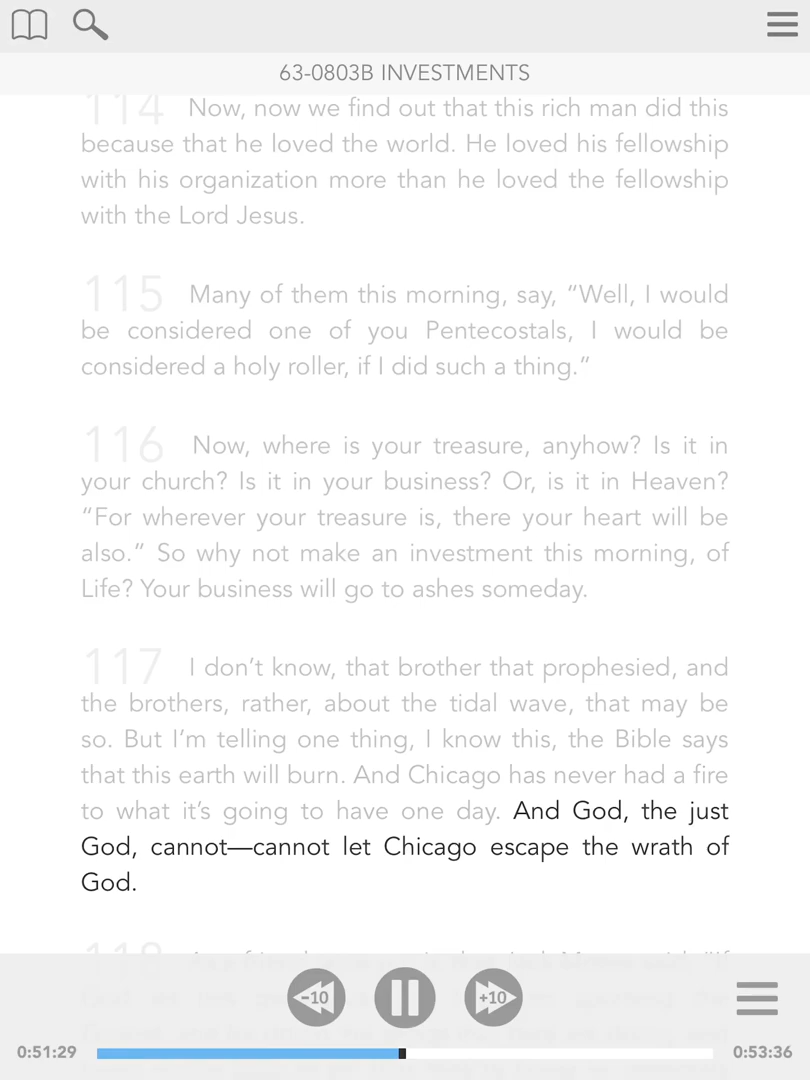 63-0803B INVESTMENTS
114 Now, now we find out that this rich man did this
because that he loved the world. He loved his fellowship
with his organization more than he loved the fellowship
with the Lord Jesus.
115 Many of them this morning, say, “Well, I would
be considered one of you Pentecostals, I would be
considered a holy roller, if I did such a thing.”
116 Now, where is your treasure, anyhow? Is it in
your church? Is it in your business? Or, is it in Heaven?
“For wherever your treasure is, there your heart will be
also.” So why not make an investment this morning, of
Life? Your business will go to ashes someday.
117 I don’t know, that brother that prophesied, and
the brothers, rather, about the tidal wave, that may be
so. But I’m telling one thing, I know this, the Bible says
that this earth will burn. And Chicago has never had a fire
to what it’s going to have one day. And God, the just
God, cannot—cannot let Chicago escape the wrath of
God.
118
-10 +10
0:51:29 0:53:36